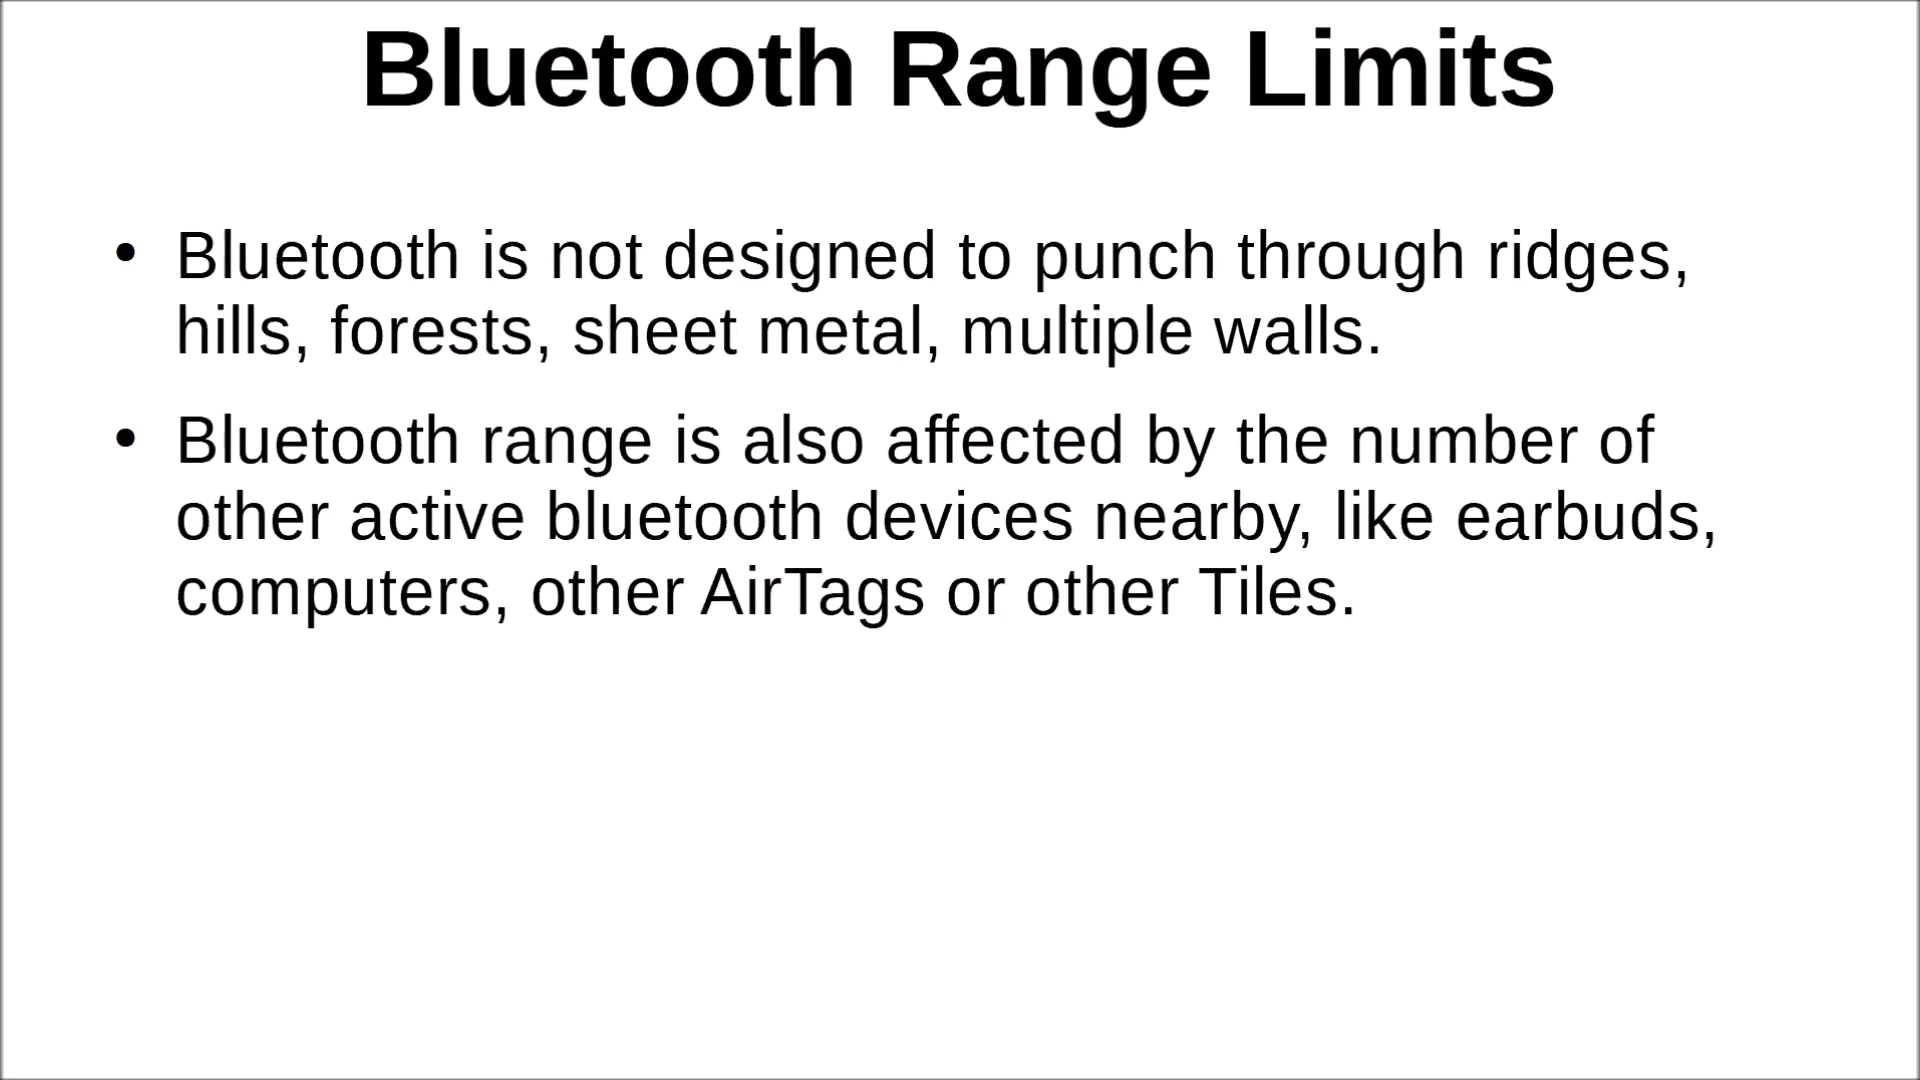 Bluetooth Range Limits
• Bluetooth is not designed to punch through ridges,
hills, forests, sheet metal, multiple walls.
• Bluetooth range is also affected by the number of
other active bluetooth devices nearby, like earbuds,
computers, other AirTags or other Tiles.